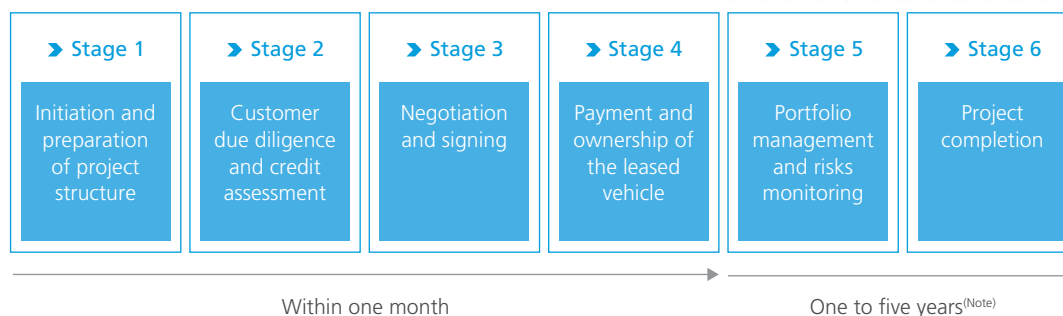 Stage 1
Initiation and
preparation
of project
structure
Stage 2
Customer
due diligence
and credit
assessment
Stage 3
Negotiation
and signing
Stage 4
Payment and
ownership of
the leased
vehicle
Stage 5
Portfolio
management
and risks
monitoring
Stage 6
Project
completion
Within one month
One to five years(Note)